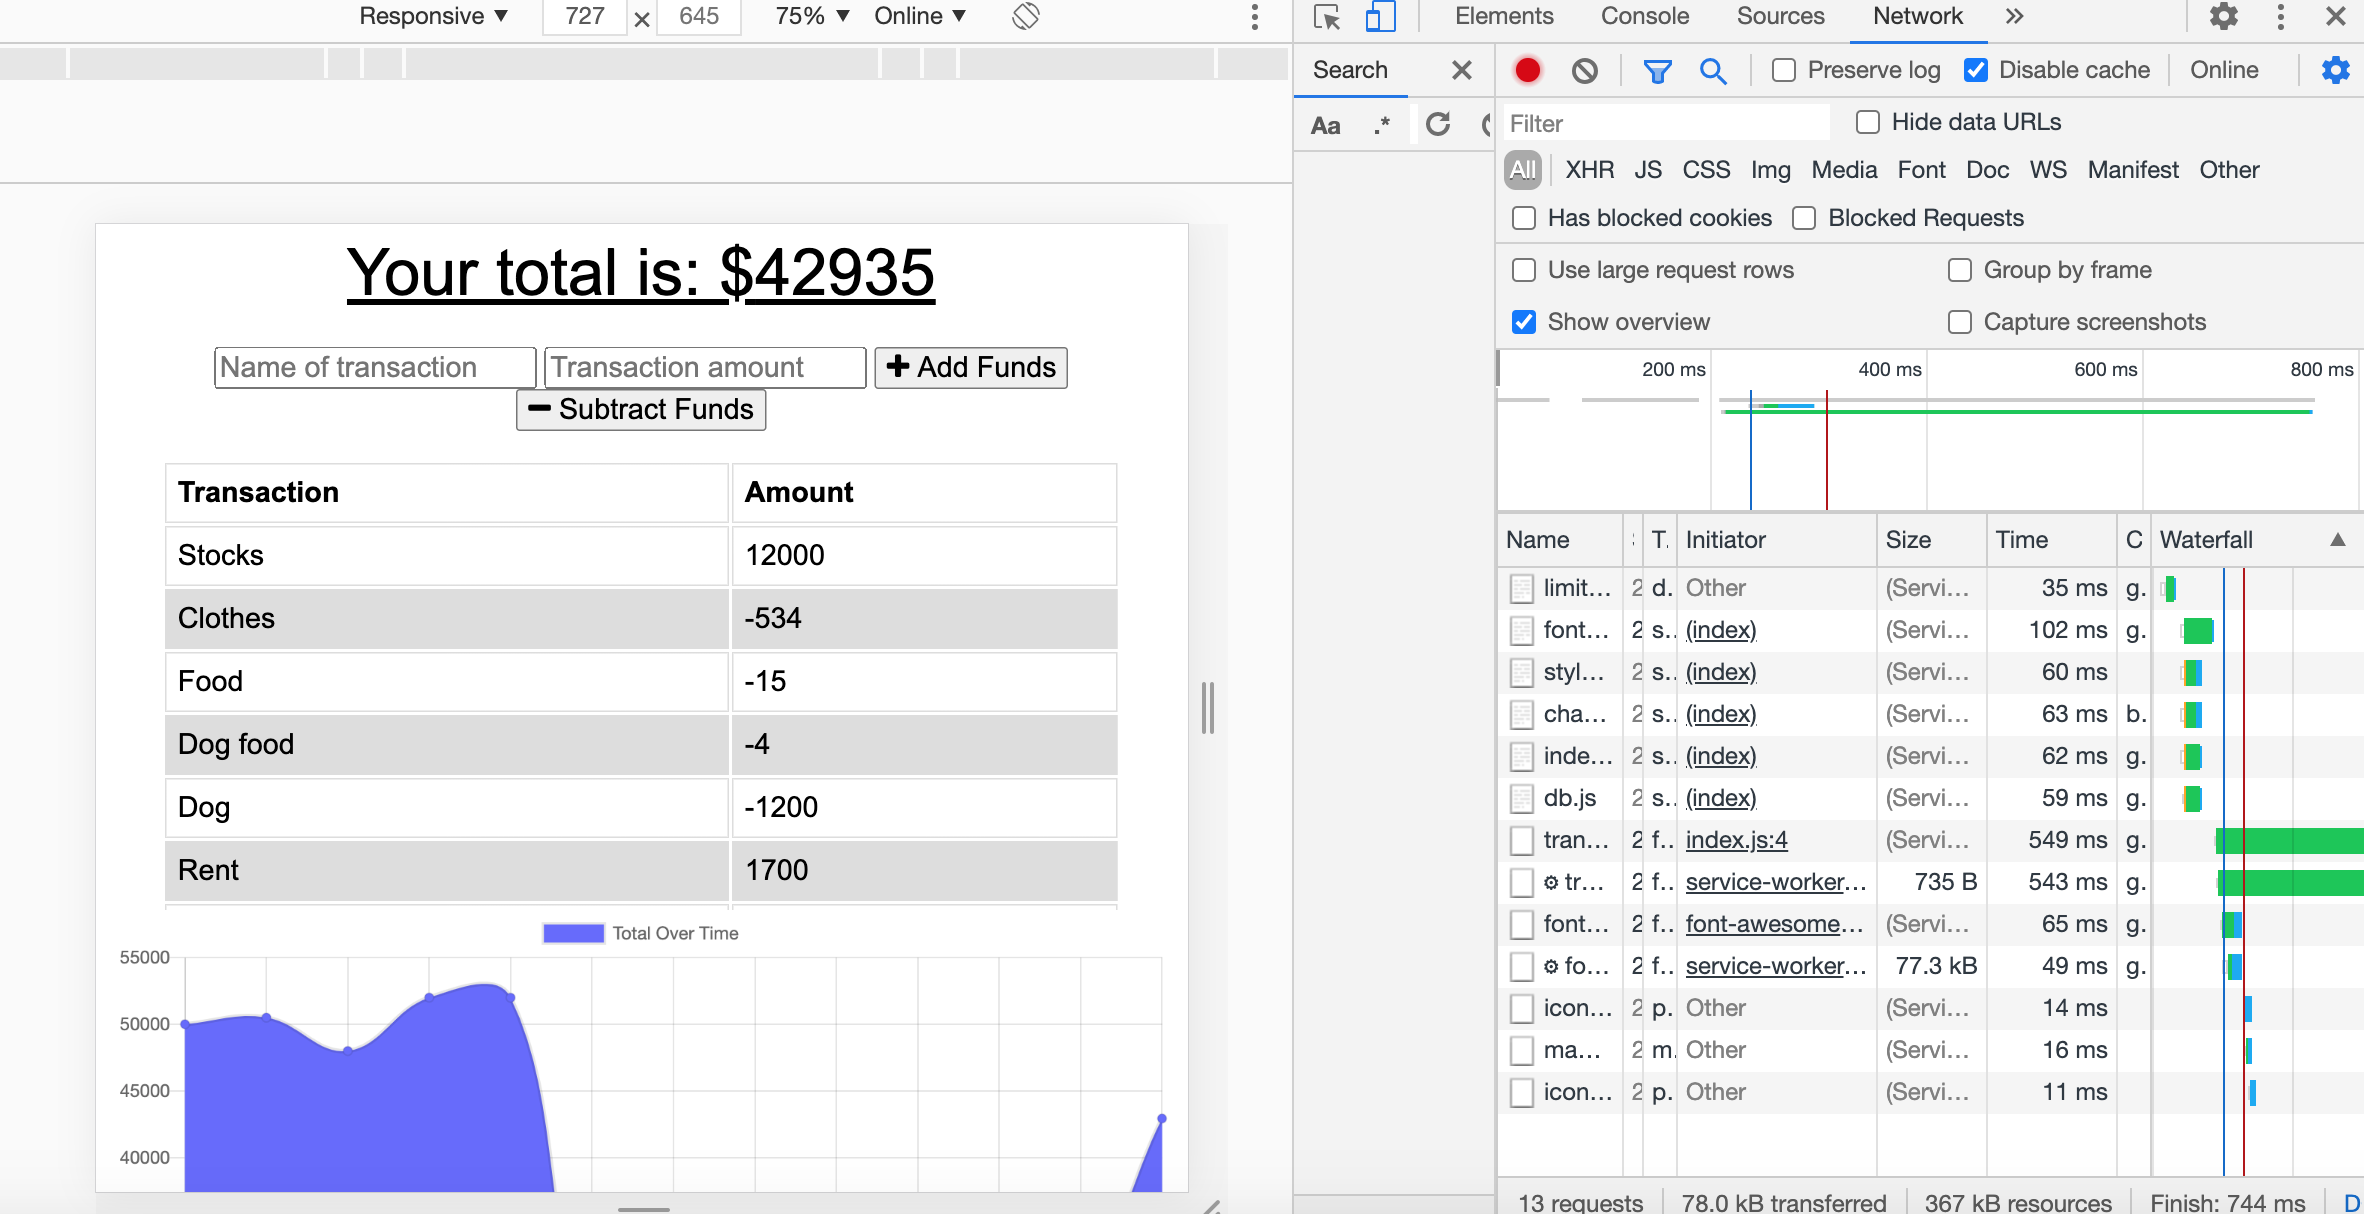 Responsive ▼ 727 × 645 75% ▼ Online ▼
Elements Console Sources Network »
Search
Preserve log Disable cache Online
Aa .*
Filter Hide data URLs
All XHR JS CSS Img Media Font Doc WS Manifest Other
Has blocked cookies Blocked Requests
Use large request rows Group by frame
Show overview Capture screenshots
200 ms 400 ms 600 ms 800 ms
Your total is: $42935
Name of transaction Transaction amount + Add Funds
− Subtract Funds
Transaction Amount
Stocks 12000
Clothes -534
Food -15
Dog food -4
Dog -1200
Rent 1700
Total Over Time
55000
50000
45000
40000
Name T. Initiator Size Time C Waterfall ▲
limit... 2 d. Other (Servi... 35 ms g.
font... 2 s.. (index) (Servi... 102 ms g.
styl... 2 s.. (index) (Servi... 60 ms g.
cha... 2 s.. (index) (Servi... 63 ms b.
inde... 2 s.. (index) (Servi... 62 ms g.
db.js 2 s.. (index) (Servi... 59 ms g.
tran... 2 f.. index.js:4 (Servi... 549 ms g.
tr... 2 f.. service-worker... 735 B 543 ms g.
font... 2 f.. font-awesome... (Servi... 65 ms g.
fo... 2 f.. service-worker... 77.3 kB 49 ms g.
icon... 2 p. Other (Servi... 14 ms g.
ma... 2 m. Other (Servi... 16 ms g.
icon... 2 p. Other (Servi... 11 ms g.
13 requests 78.0 kB transferred 367 kB resources Finish: 744 ms D